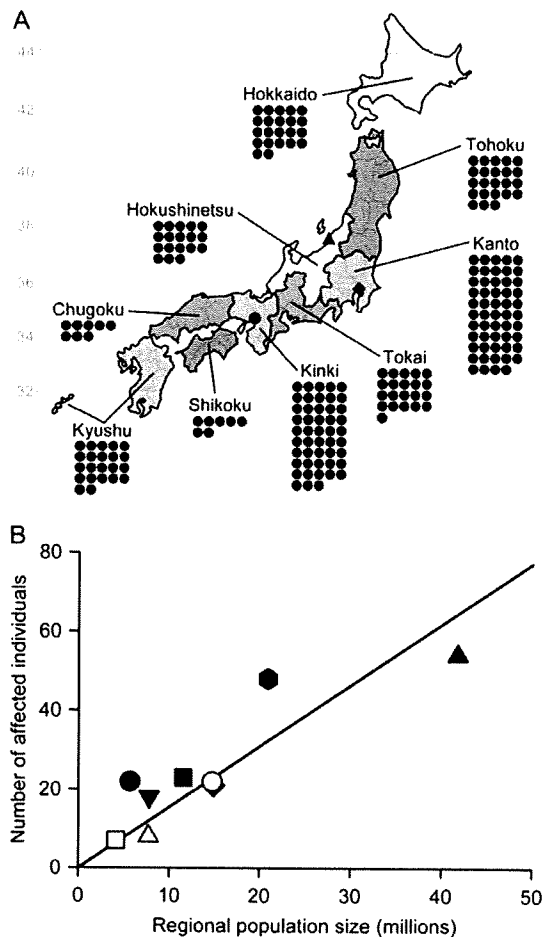 A
44
42
40
38
36
34
32
Hokkaido
Tohoku
Hokushinetsu
Kanto
Chugoku
Tokai
Kinki
Shikoku
Kyushu
B
Number of affected individuals
80
60
40
20
0
0 10 20 30 40 50
Regional population size (millions)